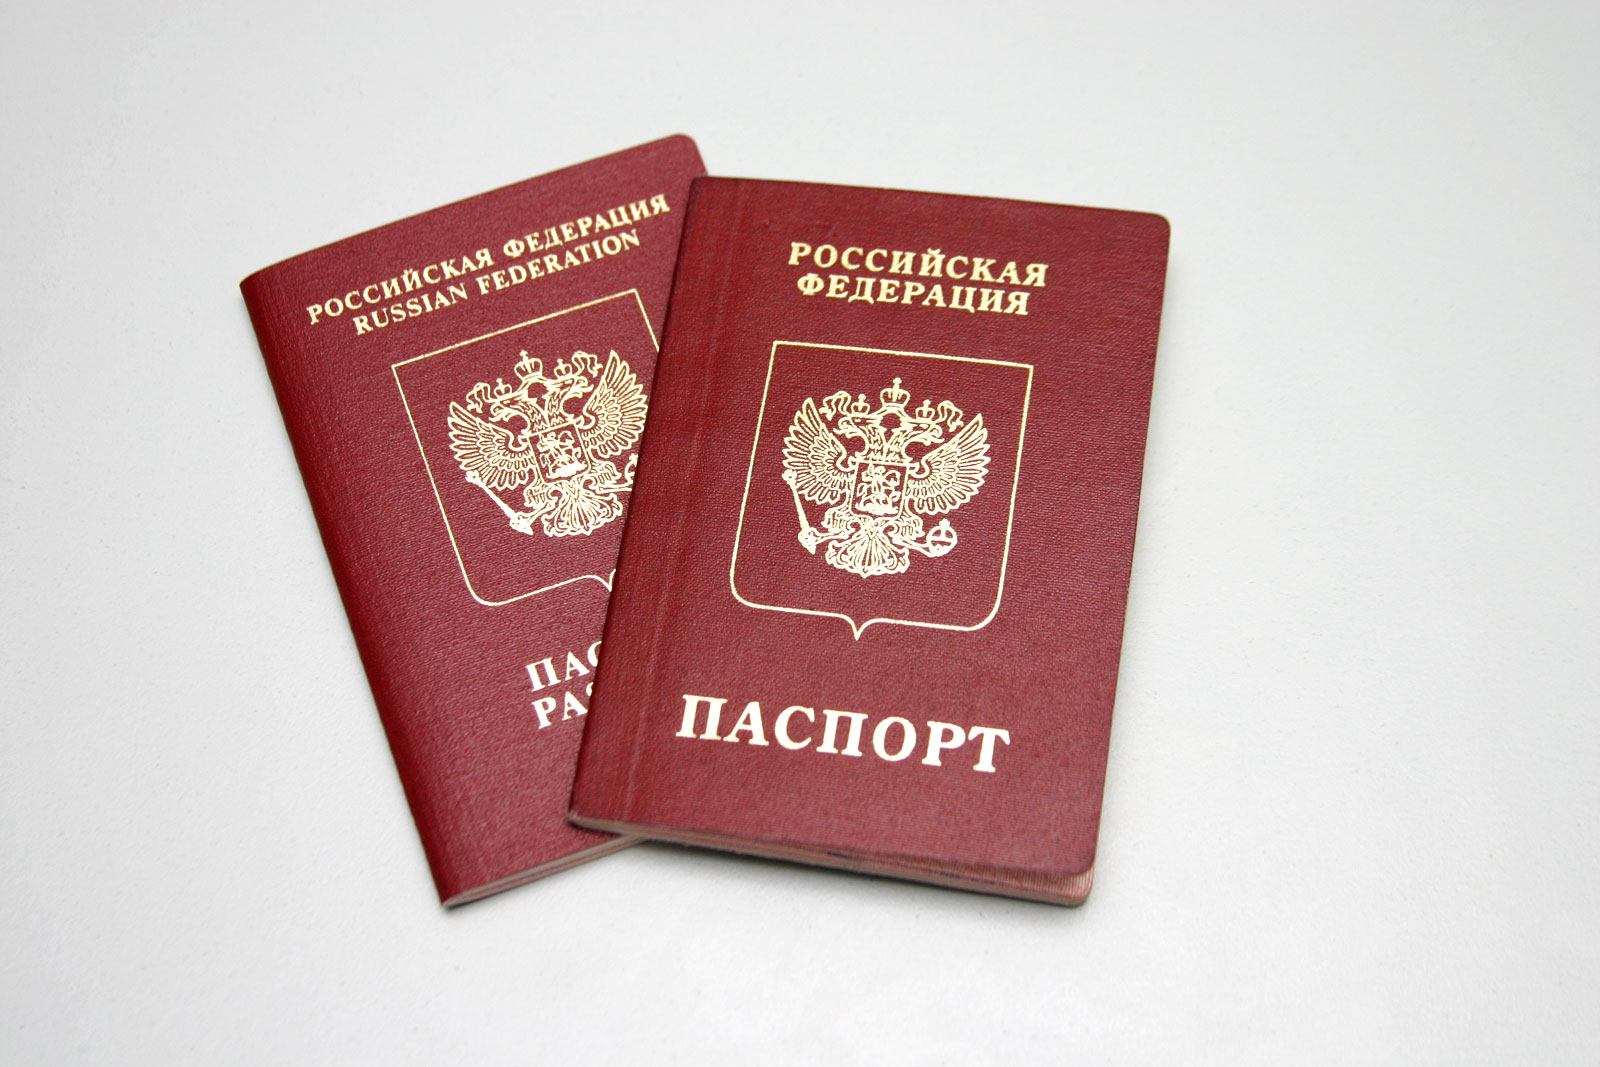 РОССИЙСКАЯ ФЕДЕРАЦИЯ
RUSSIAN FEDERATION
РОССИЙСКАЯ
ФЕДЕРАЦИЯ
ПАСПОРТ